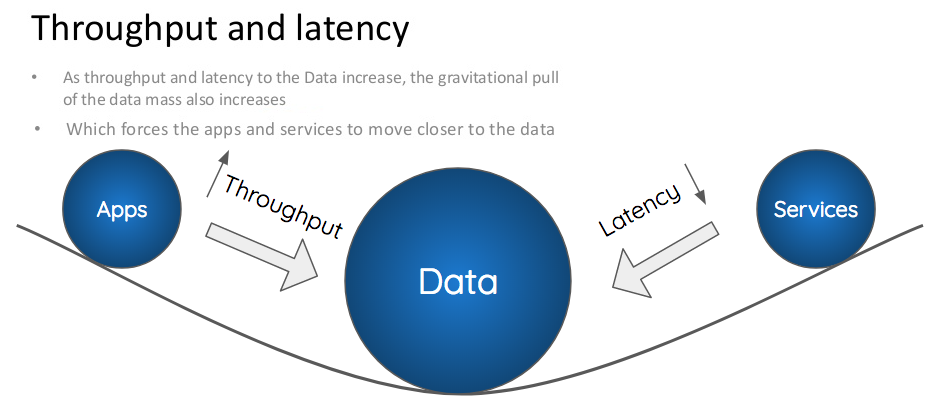 Throughput and latency
• As throughput and latency to the Data increase, the gravitational pull
of the data mass also increases
• Which forces the apps and services to move closer to the data
Apps
Throughput
Data
Latency
Services